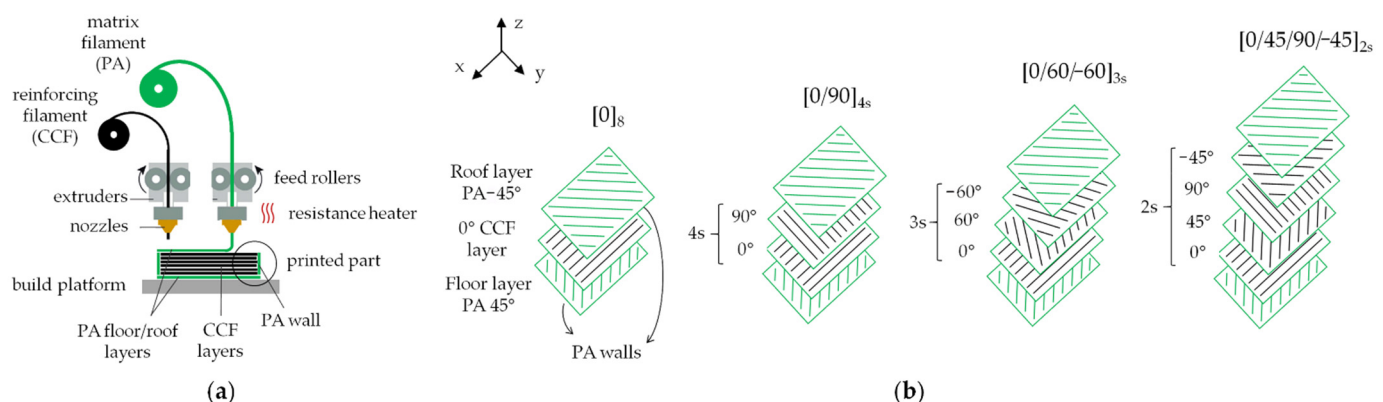 matrix
filament
(PA)
reinforcing
filament
(CCF)
extruders
feed rollers
resistance heater
nozzles
printed part
build platform
PA floor/roof
layers
CCF
layers
PA wall
(a)
z
x
y
[0]8
Roof layer
PA−45°
0° CCF
layer
Floor layer
PA 45°
PA walls
[0/90]4s
4s
90°
0°
[0/60/−60]3s
3s
−60°
60°
0°
[0/45/90/−45]2s
2s
−45°
90°
45°
0°
(b)